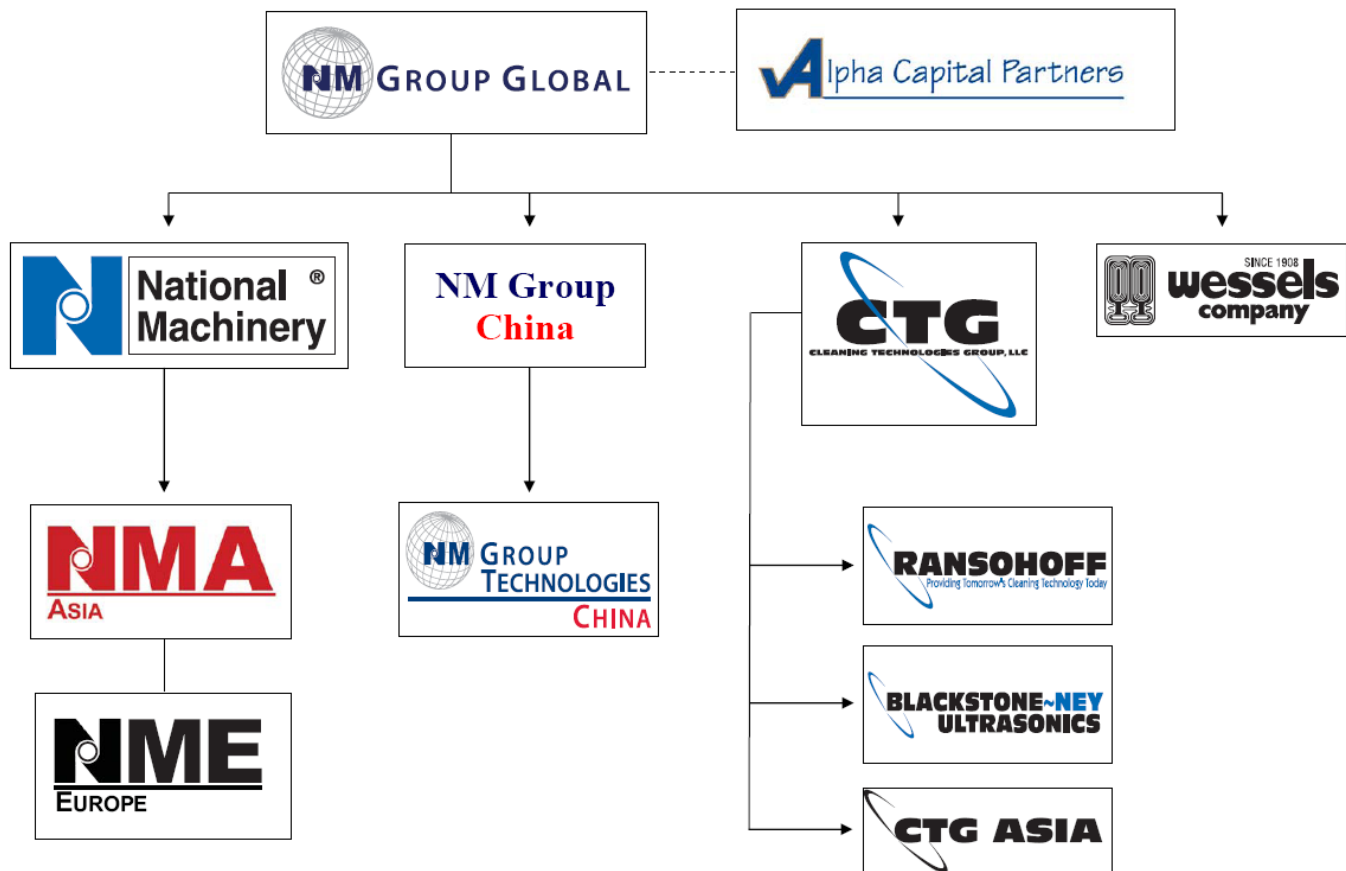 NM GROUP GLOBAL
Alpha Capital Partners
National ®
Machinery
NM Group
China
CTG
CLEANING TECHNOLOGIES GROUP, LLC
SINCE 1908
wessels
company
NMA
ASIA
NM GROUP
TECHNOLOGIES
CHINA
RANSOHOFF
Providing Tomorrow's Cleaning Technology Today
BLACKSTONE~NEY
ULTRASONICS
NME
EUROPE
CTG ASIA